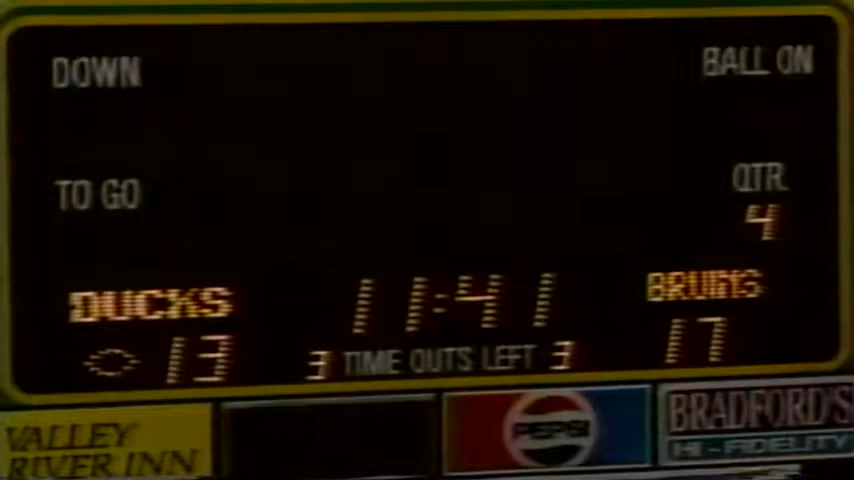 DOWN
BALL ON
TO GO
QTR.
4
DUCKS 11:41 BRUINS
13 3 TIME OUTS LEFT 3 17
VALLEY
RIVER INN
PEPSI
BRADFORD'S
HI-FIDELITY